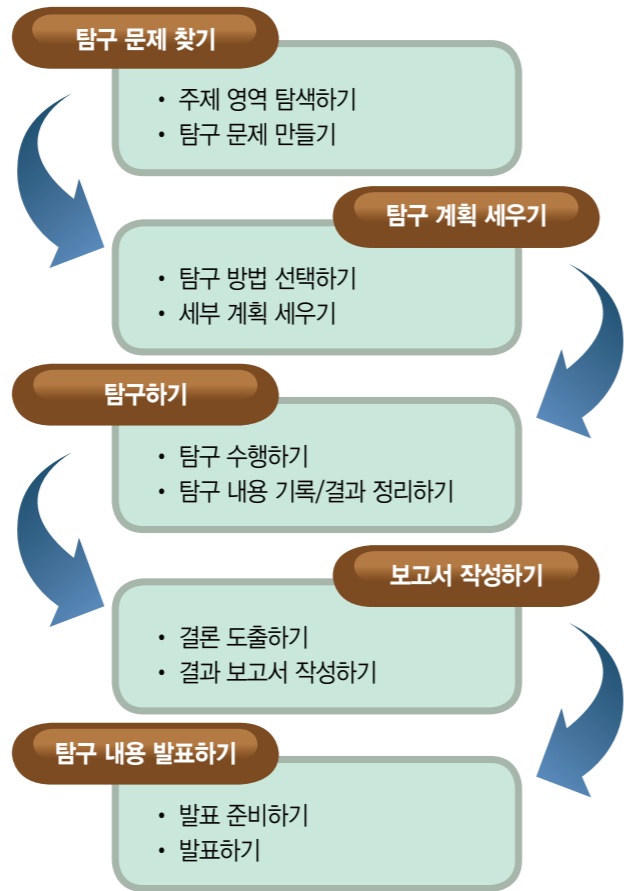 탐구 문제 찾기
• 주제 영역 탐색하기
• 탐구 문제 만들기
탐구 계획 세우기
• 탐구 방법 선택하기
• 세부 계획 세우기
탐구하기
• 탐구 수행하기
• 탐구 내용 기록/결과 정리하기
보고서 작성하기
• 결론 도출하기
• 결과 보고서 작성하기
탐구 내용 발표하기
• 발표 준비하기
• 발표하기